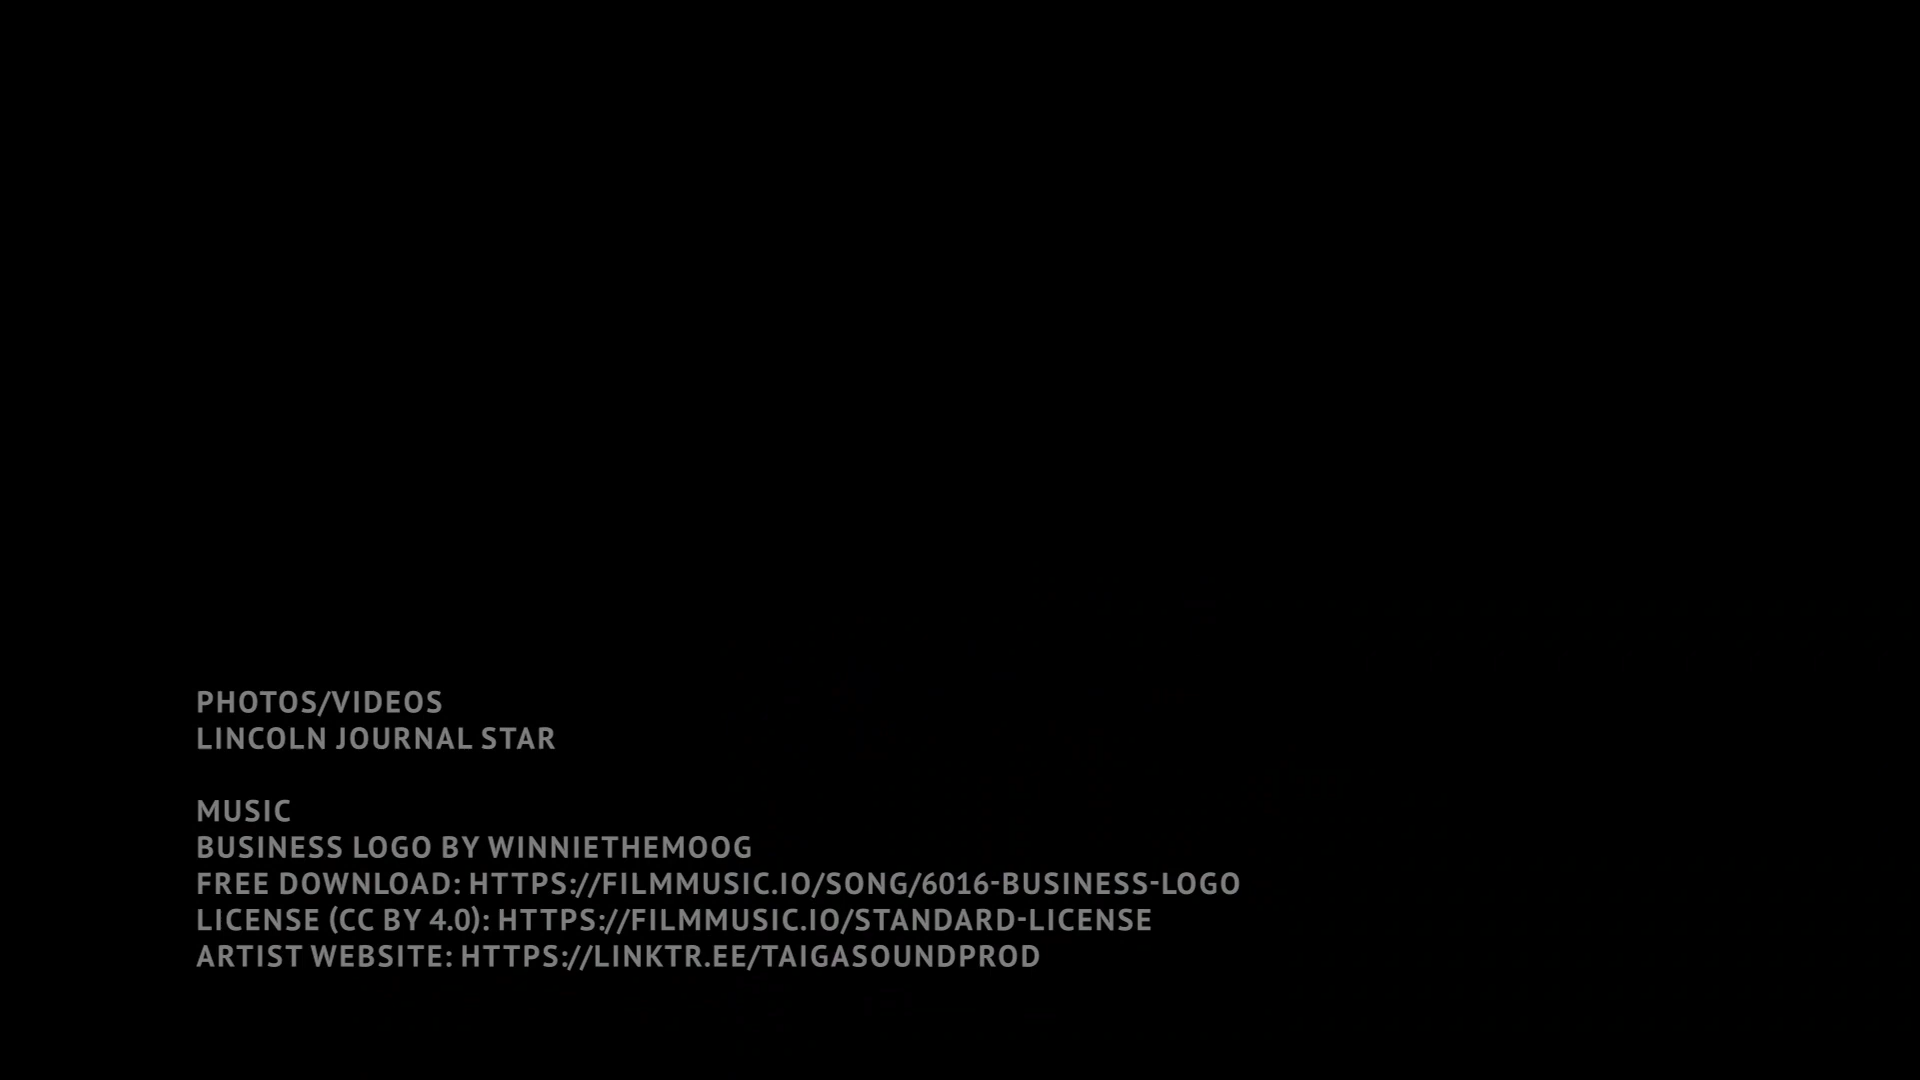 PHOTOS/VIDEOS
LINCOLN JOURNAL STAR
MUSIC
BUSINESS LOGO BY WINNIETHEMOOG
FREE DOWNLOAD: HTTPS://FILMMUSIC.IO/SONG/6016-BUSINESS-LOGO
LICENSE (CC BY 4.0): HTTPS://FILMMUSIC.IO/STANDARD-LICENSE
ARTIST WEBSITE: HTTPS://LINKTR.EE/TAIGASOUNDPROD